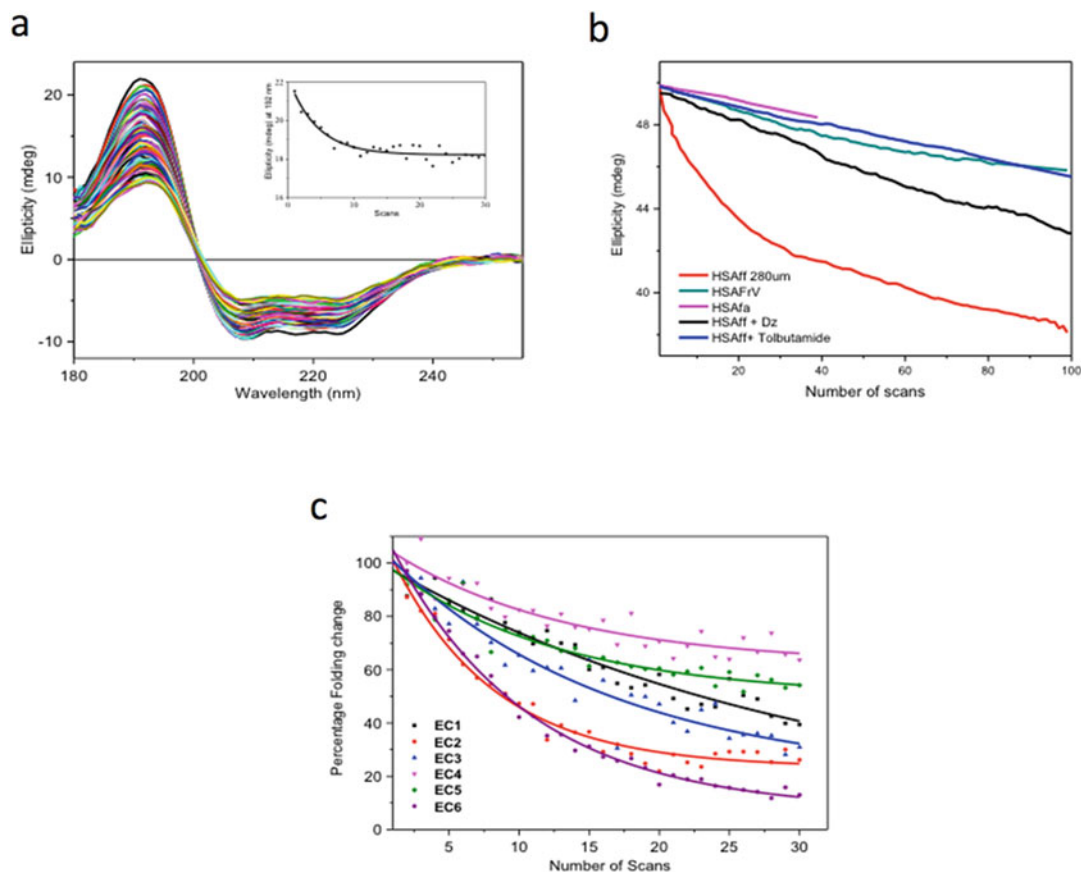 a
20
10
0
-10
Ellipticity (mdeg)
180
200
220
240
Wavelength (nm)
22
20
18
16
Ellipticity (mdeg) at 192 nm
0
10
20
30
Scans
b
48
44
40
Ellipticity (mdeg)
HSAff 280um
HSAFrV
HSAfa
HSAff + Dz
HSAff+ Tolbutamide
20
40
60
80
100
Number of scans
c
100
80
60
40
20
0
Percentage Folding change
EC1
EC2
EC3
EC4
EC5
EC6
5
10
15
20
25
30
Number of Scans